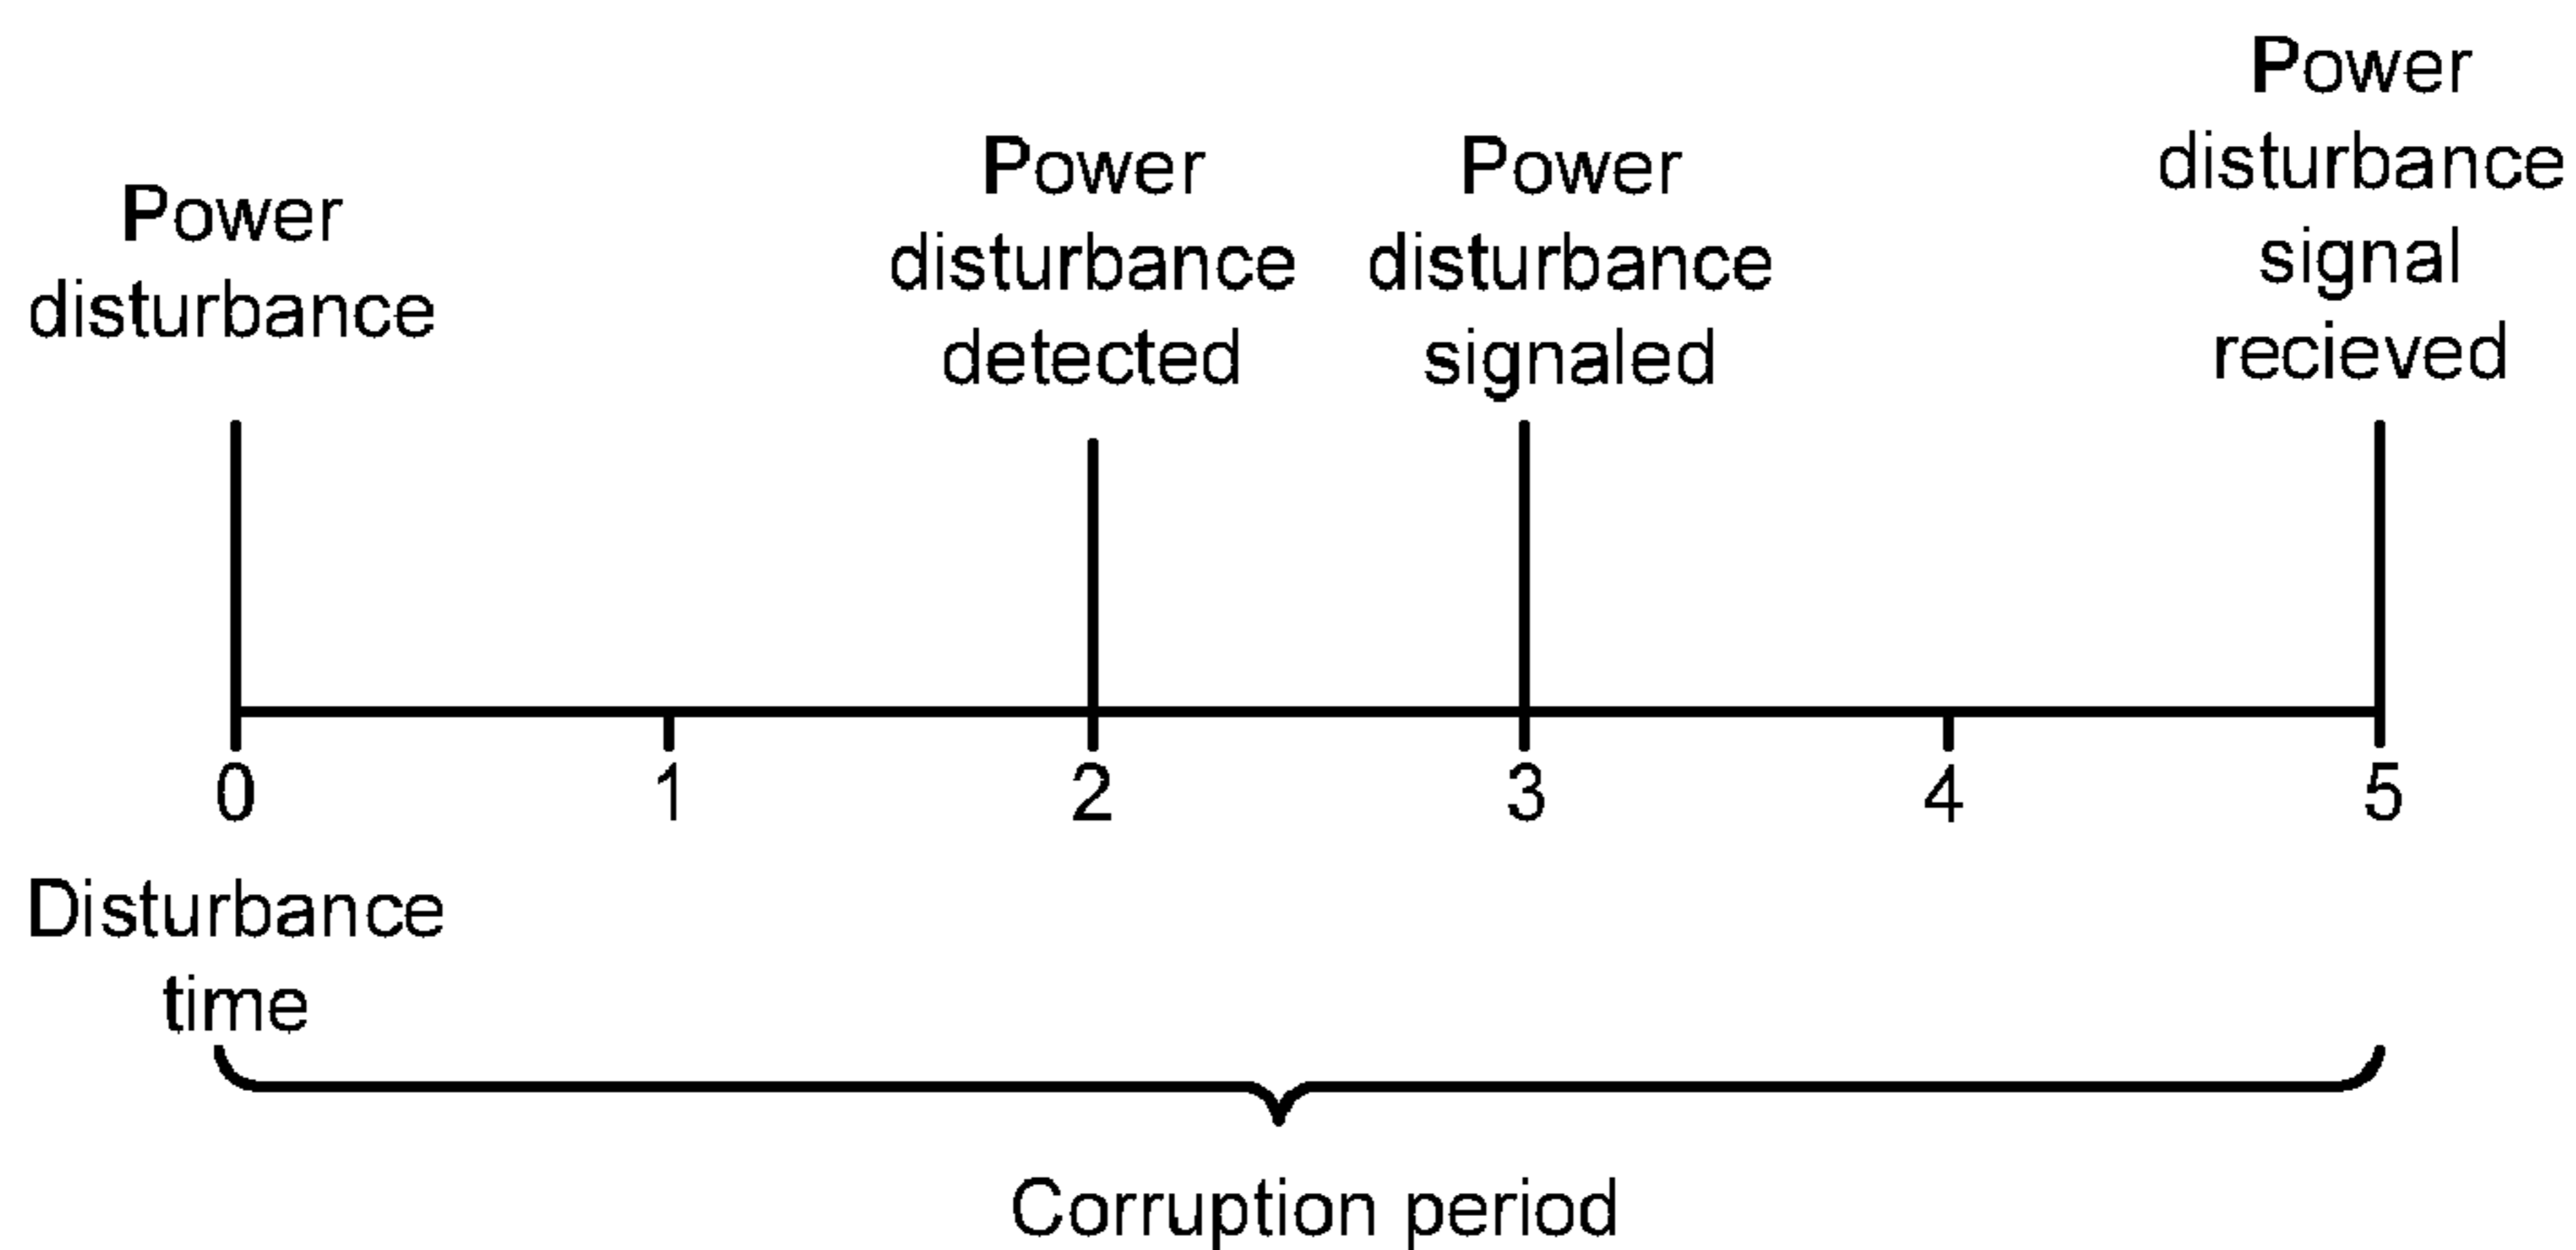 Power
disturbance
Power
disturbance
detected
Power
disturbance
signaled
Power
disturbance
signal
recieved
0
1
2
3
4
5
Disturbance
time
Corruption period